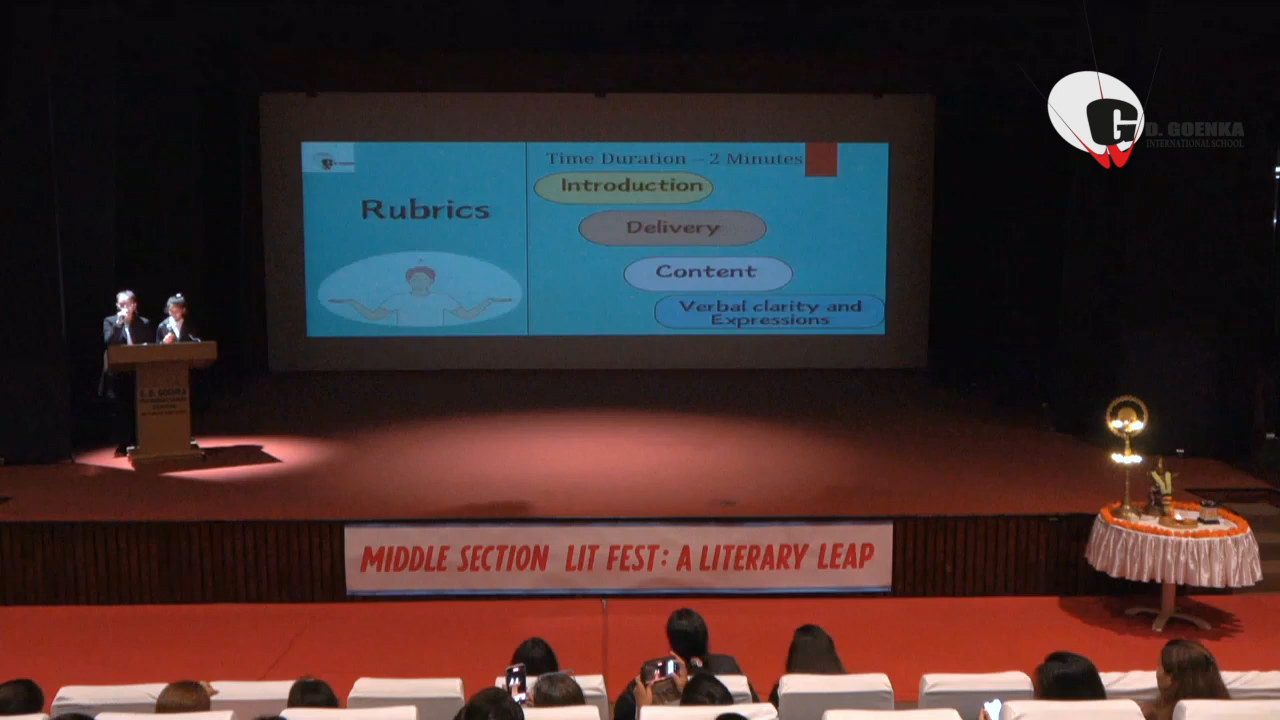 G
D. GOENKA
INTERNATIONAL SCHOOL
Time Duration – 2 Minutes
Rubrics
Introduction
Delivery
Content
Verbal clarity and
Expressions
G. D. GOENKA
MIDDLE SECTION LIT FEST: A LITERARY LEAP